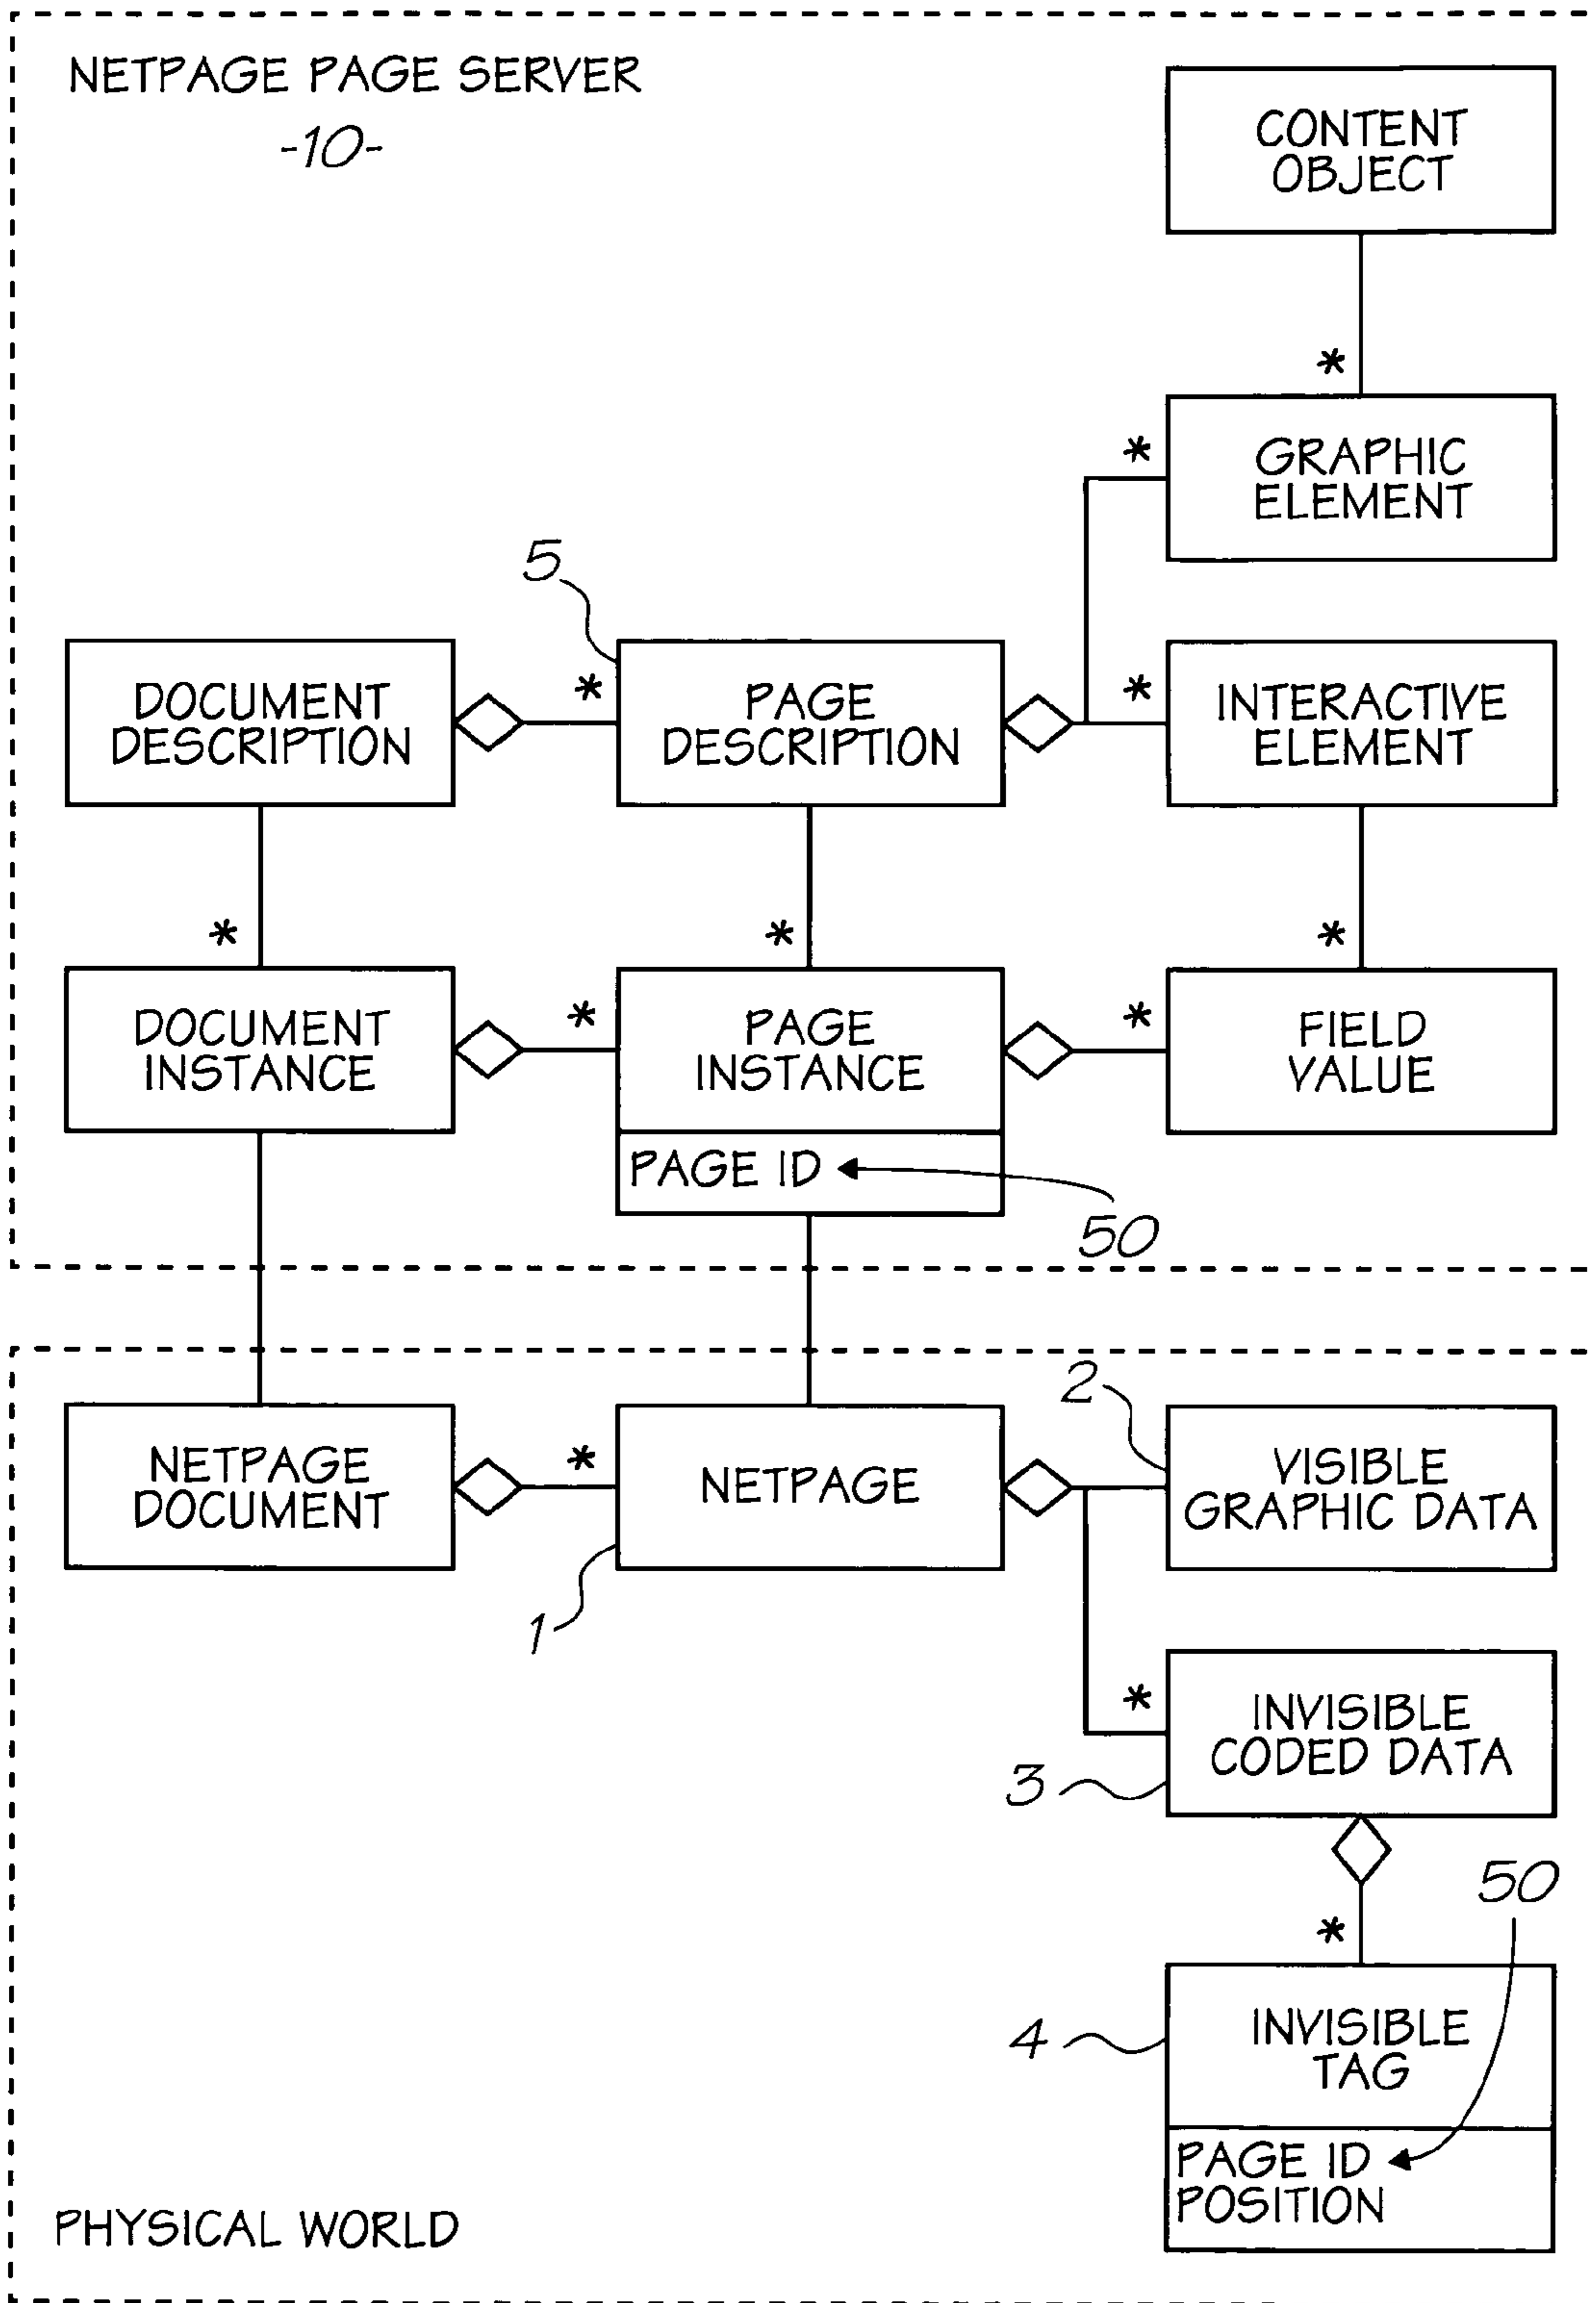 NETPAGE PAGE SERVER
-10-
CONTENT
OBJECT
*
*
GRAPHIC
ELEMENT
5
DOCUMENT
DESCRIPTION
*
PAGE
DESCRIPTION
*
INTERACTIVE
ELEMENT
*
*
*
DOCUMENT
INSTANCE
*
PAGE
INSTANCE
PAGE ID
50
*
FIELD
VALUE
NETPAGE
DOCUMENT
*
NETPAGE
1
2
VISIBLE
GRAPHIC DATA
*
INVISIBLE
CODED DATA
3
*
50
4
INVISIBLE
TAG
PAGE ID
POSITION
PHYSICAL WORLD